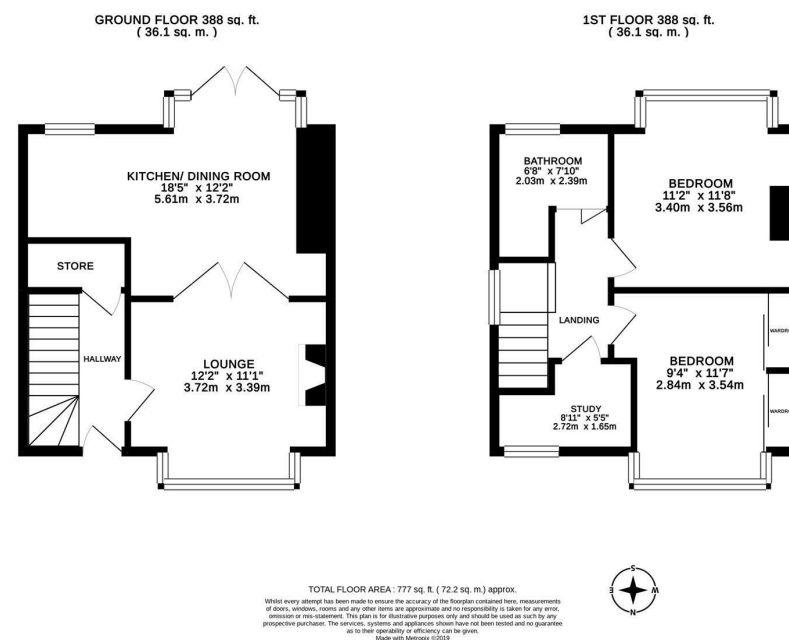 GROUND FLOOR 388 sq. ft.
( 36.1 sq. m. )
KITCHEN/ DINING ROOM
18'5" x 12'2"
5.61m x 3.72m
STORE
HALLWAY
LOUNGE
12'2" x 11'1"
3.72m x 3.39m
1ST FLOOR 388 sq. ft.
( 36.1 sq. m. )
BATHROOM
6'8" x 7'10"
2.03m x 2.39m
BEDROOM
11'2" x 11'8"
3.40m x 3.56m
LANDING
BEDROOM
9'4" x 11'7"
2.84m x 3.54m
WARDRO
WARDRO
STUDY
8'11" x 5'5"
2.72m x 1.65m
S
E
W
N
TOTAL FLOOR AREA : 777 sq. ft. ( 72.2 sq. m.) approx.
Whilst every attempt has been made to ensure the accuracy of the floorplan contained here, measurements
of doors, windows, rooms and any other items are approximate and no responsibility is taken for any error,
omission or mis-statement. This plan is for illustrative purposes only and should be used as such by any
prospective purchaser. The services, systems and appliances shown have not been tested and no guarantee
as to their operability or efficiency can be given.
Made with Metropix ©2019